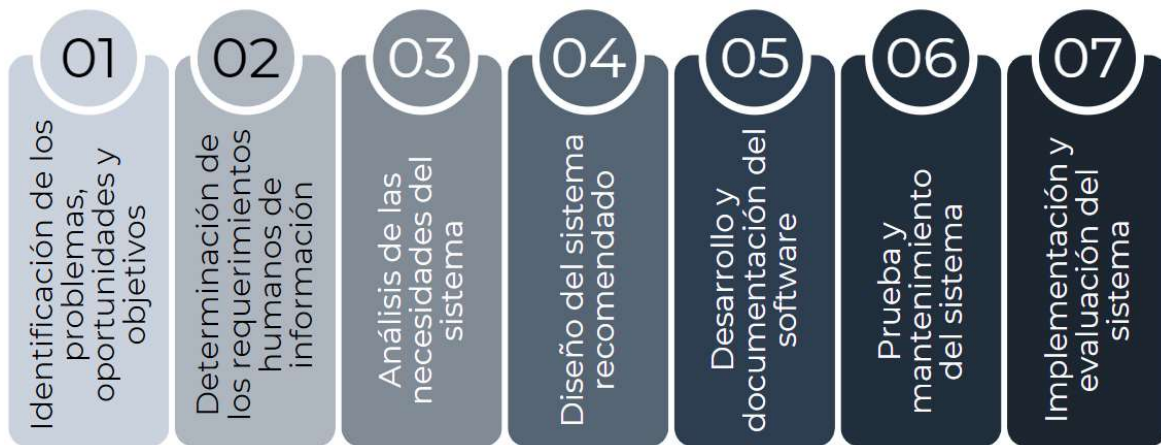 01
Identificación de los
problemas,
oportunidades y
objetivos
02
Determinación de
los requerimientos
humanos de
información
03
Análisis de las
necesidades del
sistema
04
Diseño del sistema
recomendado
05
Desarrollo y
documentación del
software
06
Prueba y
mantenimiento
del sistema
07
Implementación y
evaluación del
sistema